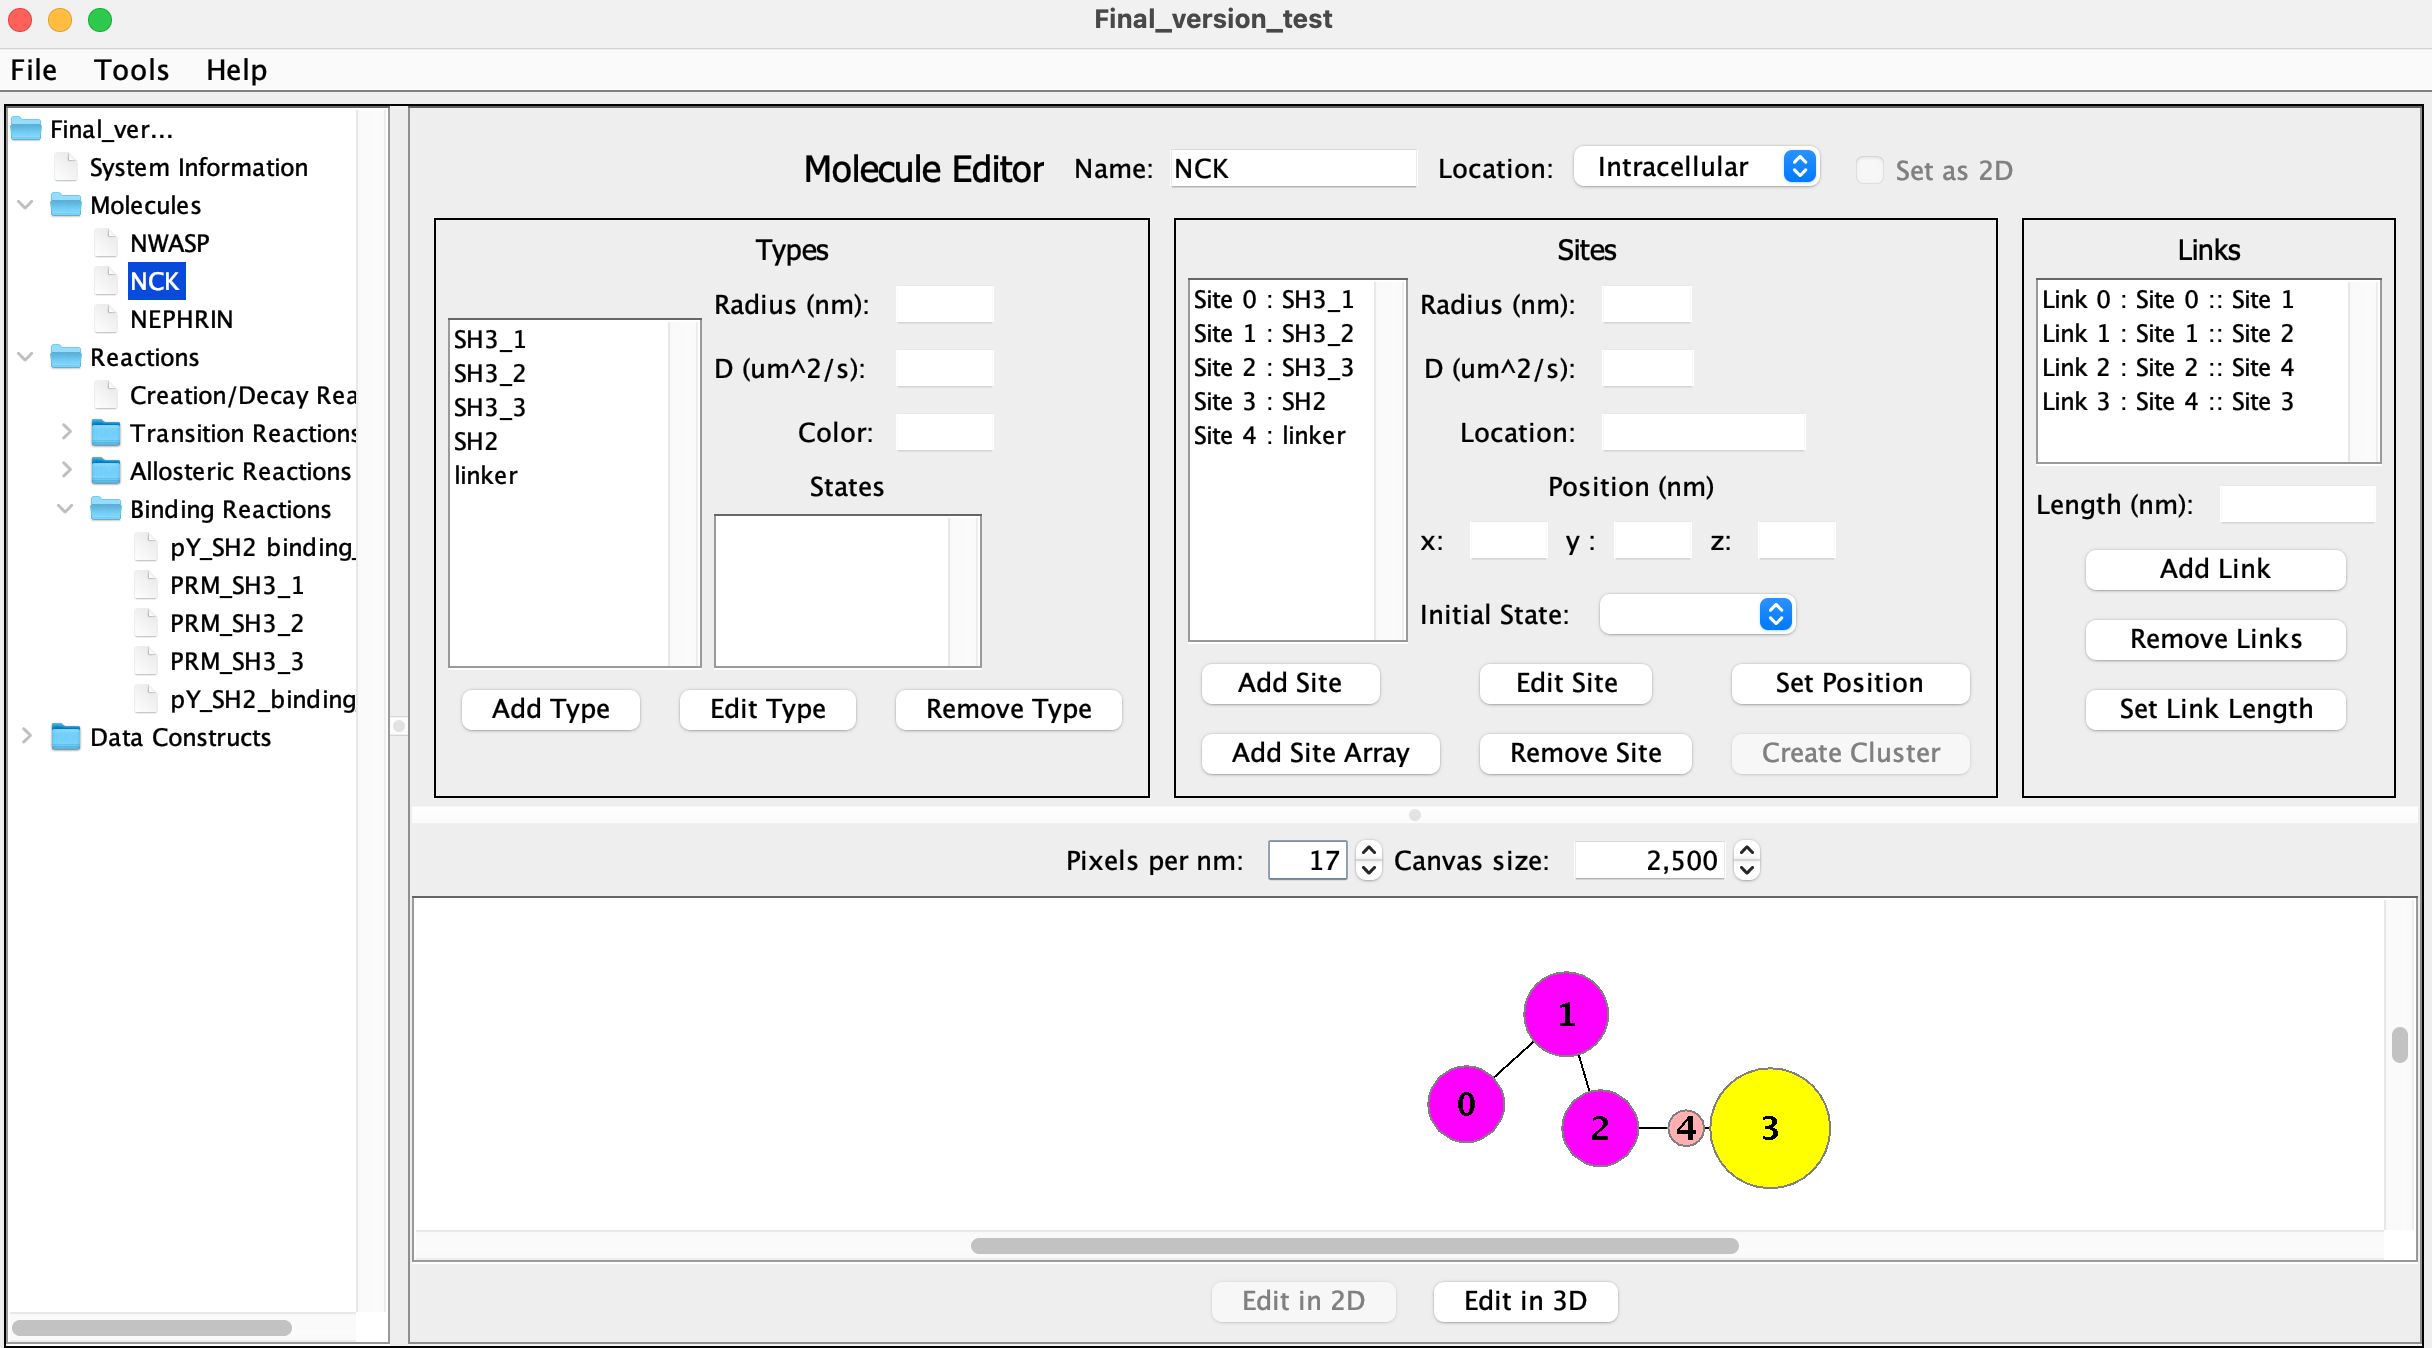 Final_version_test
File Tools Help
Final_ver...
System Information
Molecules
NWASP
NCK
NEPHRIN
Reactions
Creation/Decay Rea
Transition Reactions
Allosteric Reactions
Binding Reactions
pY_SH2 binding_
PRM_SH3_1
PRM_SH3_2
PRM_SH3_3
pY_SH2_binding
Data Constructs
Molecule Editor Name: NCK Location: Intracellular Set as 2D
Types
SH3_1
SH3_2
SH3_3
SH2
linker
Radius (nm):
D (um^2/s):
Color:
States
Add Type Edit Type Remove Type
Sites
Site 0 : SH3_1
Site 1 : SH3_2
Site 2 : SH3_3
Site 3 : SH2
Site 4 : linker
Radius (nm):
D (um^2/s):
Location:
Position (nm)
x: y : z:
Initial State:
Add Site Edit Site Set Position
Add Site Array Remove Site Create Cluster
Links
Link 0 : Site 0 :: Site 1
Link 1 : Site 1 :: Site 2
Link 2 : Site 2 :: Site 4
Link 3 : Site 4 :: Site 3
Length (nm):
Add Link
Remove Links
Set Link Length
Pixels per nm: 17 Canvas size: 2,500
1
0
2 4 3
Edit in 2D Edit in 3D